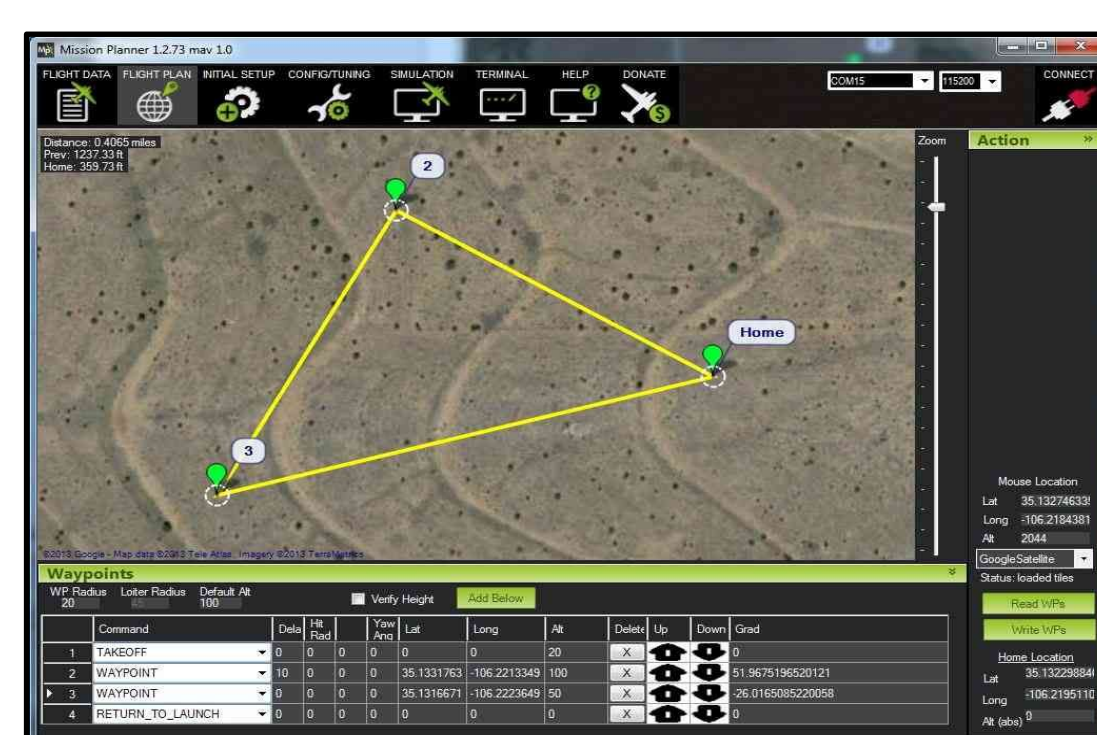 Mission Planner 1.2.73 mav 1.0
FLIGHT DATA FLIGHT PLAN INITIAL SETUP CONFIG/TUNING SIMULATION TERMINAL HELP DONATE COM15 115200 CONNECT
Distance: 0.4065 miles
Prev: 1237.33 ft
Home: 359.73 ft
Zoom
Action
2
Home
3
Mouse Location
Lat 35.13274633
Long -106.2184381
Alt 2044
GoogleSatellite
Status: loaded tiles
Read WPs
Write WPs
Home Location
Lat 35.13229884
Long -106.2195110
Alt (abs) 0
©2013 Google - Map data ©2013 Tele Atlas, Imagery ©2013 TerraMetrics
Waypoints
WP Radius Loiter Radius Default Alt
20 45 100 Verify Height Add Below
Command Dela Hit Rad Yaw Ang Lat Long Alt Delete Up Down Grad
1 TAKEOFF 0 0 0 0 0 0 20 X 0
2 WAYPOINT 10 0 0 0 35.1331763 -106.2213349 100 X 51.9675196520121
3 WAYPOINT 0 0 0 0 35.1316671 -106.2223649 50 X -26.0165085220058
4 RETURN_TO_LAUNCH 0 0 0 0 0 0 0 X 0